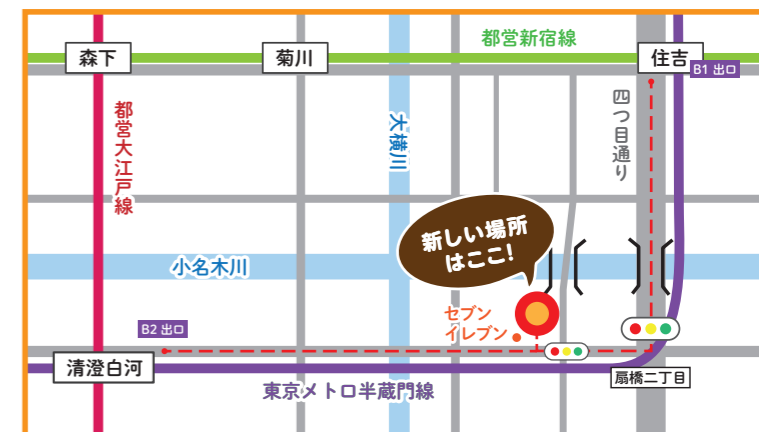 都営新宿線
森下
菊川
住吉
B1 出口
都営大江戸線
大横川
四つ目通り
新しい場所
はここ!
小名木川
セブン
イレブン
B2 出口
清澄白河
扇橋二丁目
東京メトロ半蔵門線